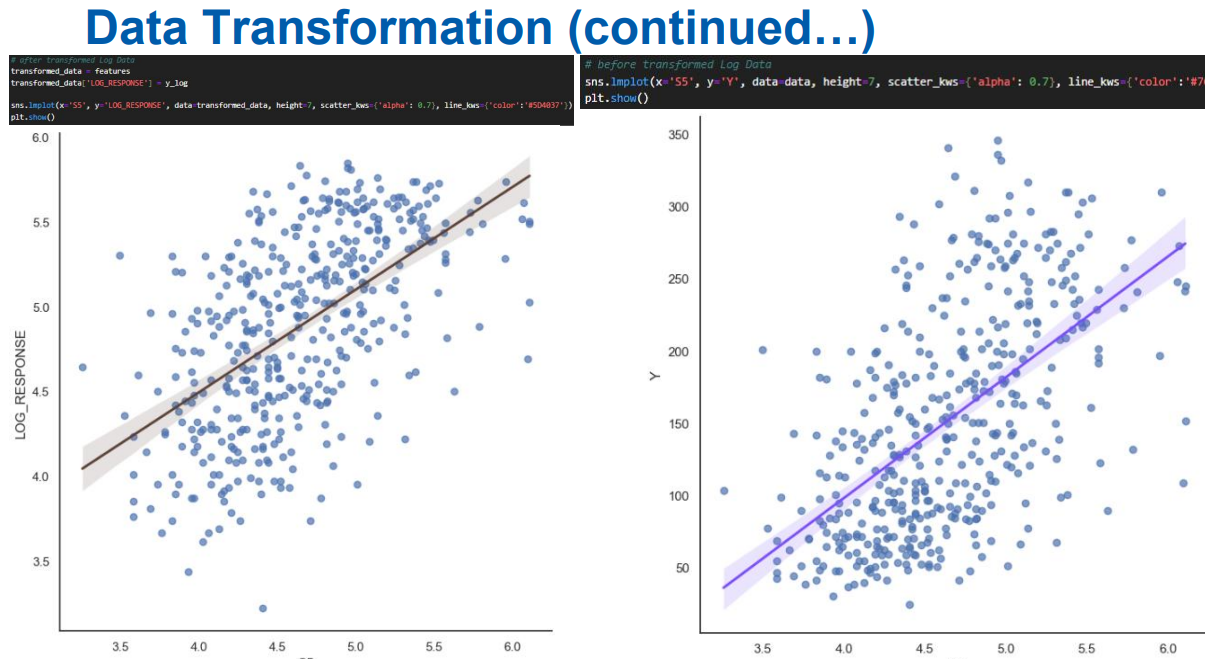 Data Transformation (continued…)
# after transformed Log Data
transformed_data = features
transformed_data['LOG_RESPONSE'] = y_log
sns.lmplot(x='S5', y='LOG_RESPONSE', data=transformed_data, height=7, scatter_kws={'alpha': 0.7}, line_kws={'color':'#5D4037'})
plt.show()
6.0
5.5
5.0
4.5
4.0
3.5
LOG_RESPONSE
3.5 4.0 4.5 5.0 5.5 6.0
# before transformed Log Data
sns.lmplot(x='S5', y='Y', data=data, height=7, scatter_kws={'alpha': 0.7}, line_kws={'color':'#7
plt.show()
350
300
250
200
150
100
50
Y
3.5 4.0 4.5 5.0 5.5 6.0